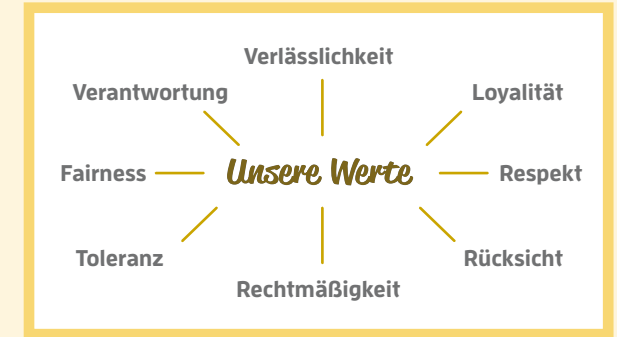 Verlässlichkeit
Verantwortung
Loyalität
Fairness
Unsere Werte
Respekt
Toleranz
Rücksicht
Rechtmäßigkeit